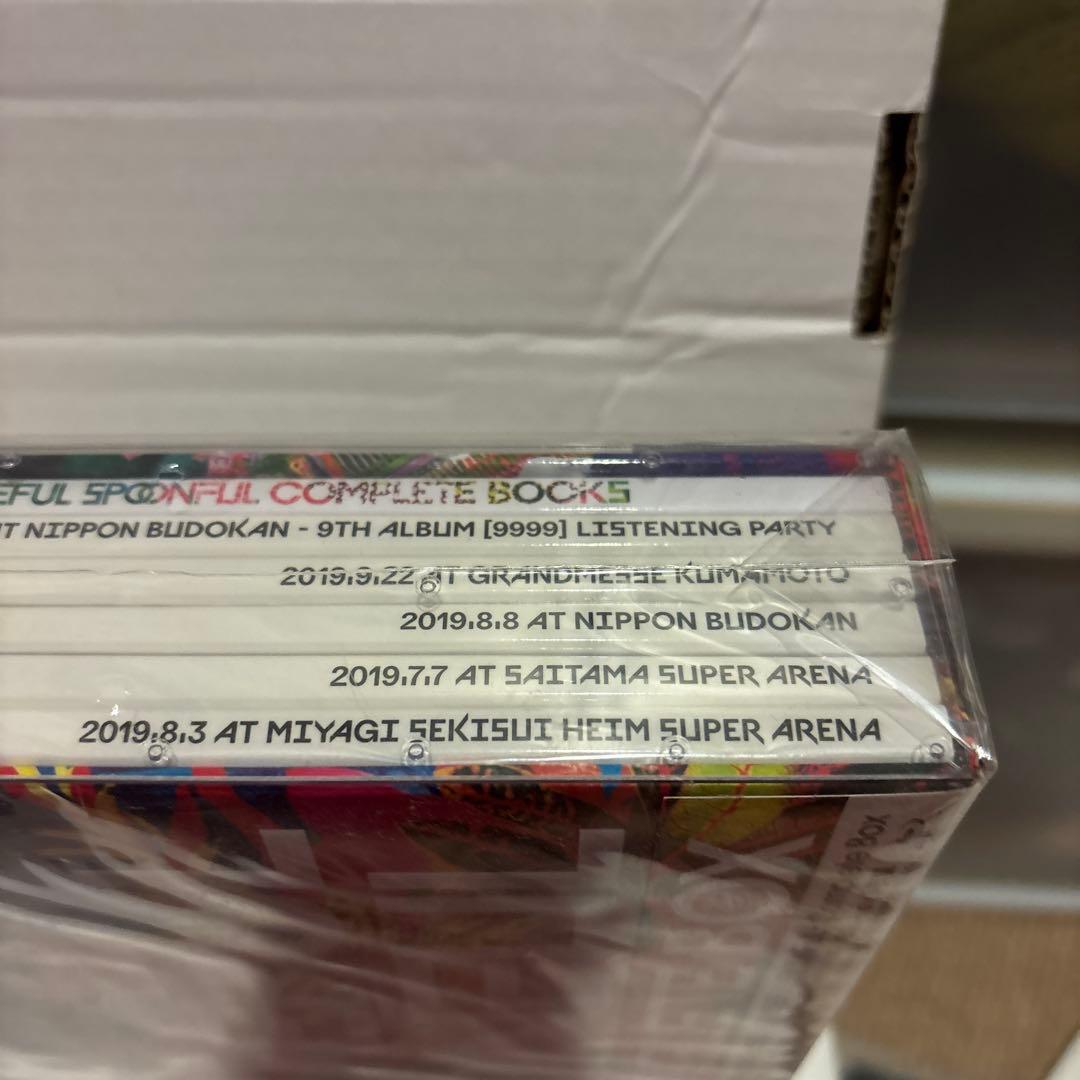 EFUL SPOONFUL COMPLETE BOOKS
T NIPPON BUDOKAN - 9TH ALBUM [9999] LISTENING PARTY
2019.9.22 AT GRANDMESSE KUMAMOTO
2019.8.8 AT NIPPON BUDOKAN
2019.7.7 AT SAITAMA SUPER ARENA
2019.8.3 AT MIYAGI SEKISUI HEIM SUPER ARENA
BOX
BOX